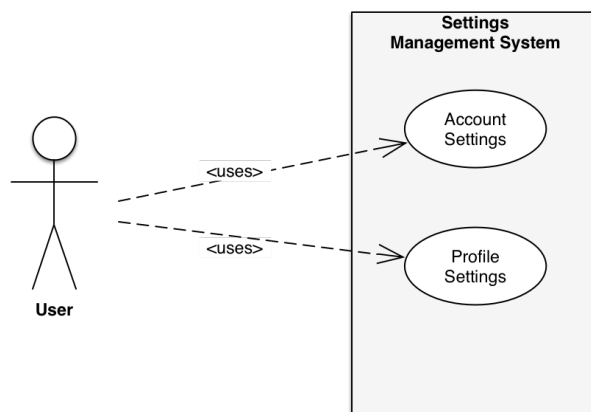 Settings
Management System
Account
Settings
<uses>
<uses>
Profile
Settings
User